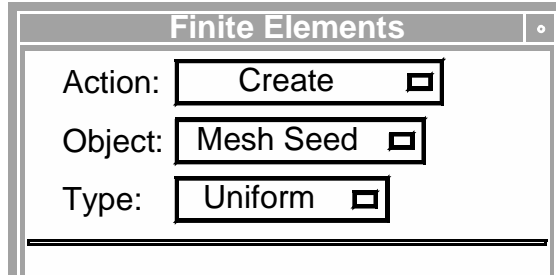 Finite Elements
Action: Create
Object: Mesh Seed
Type: Uniform